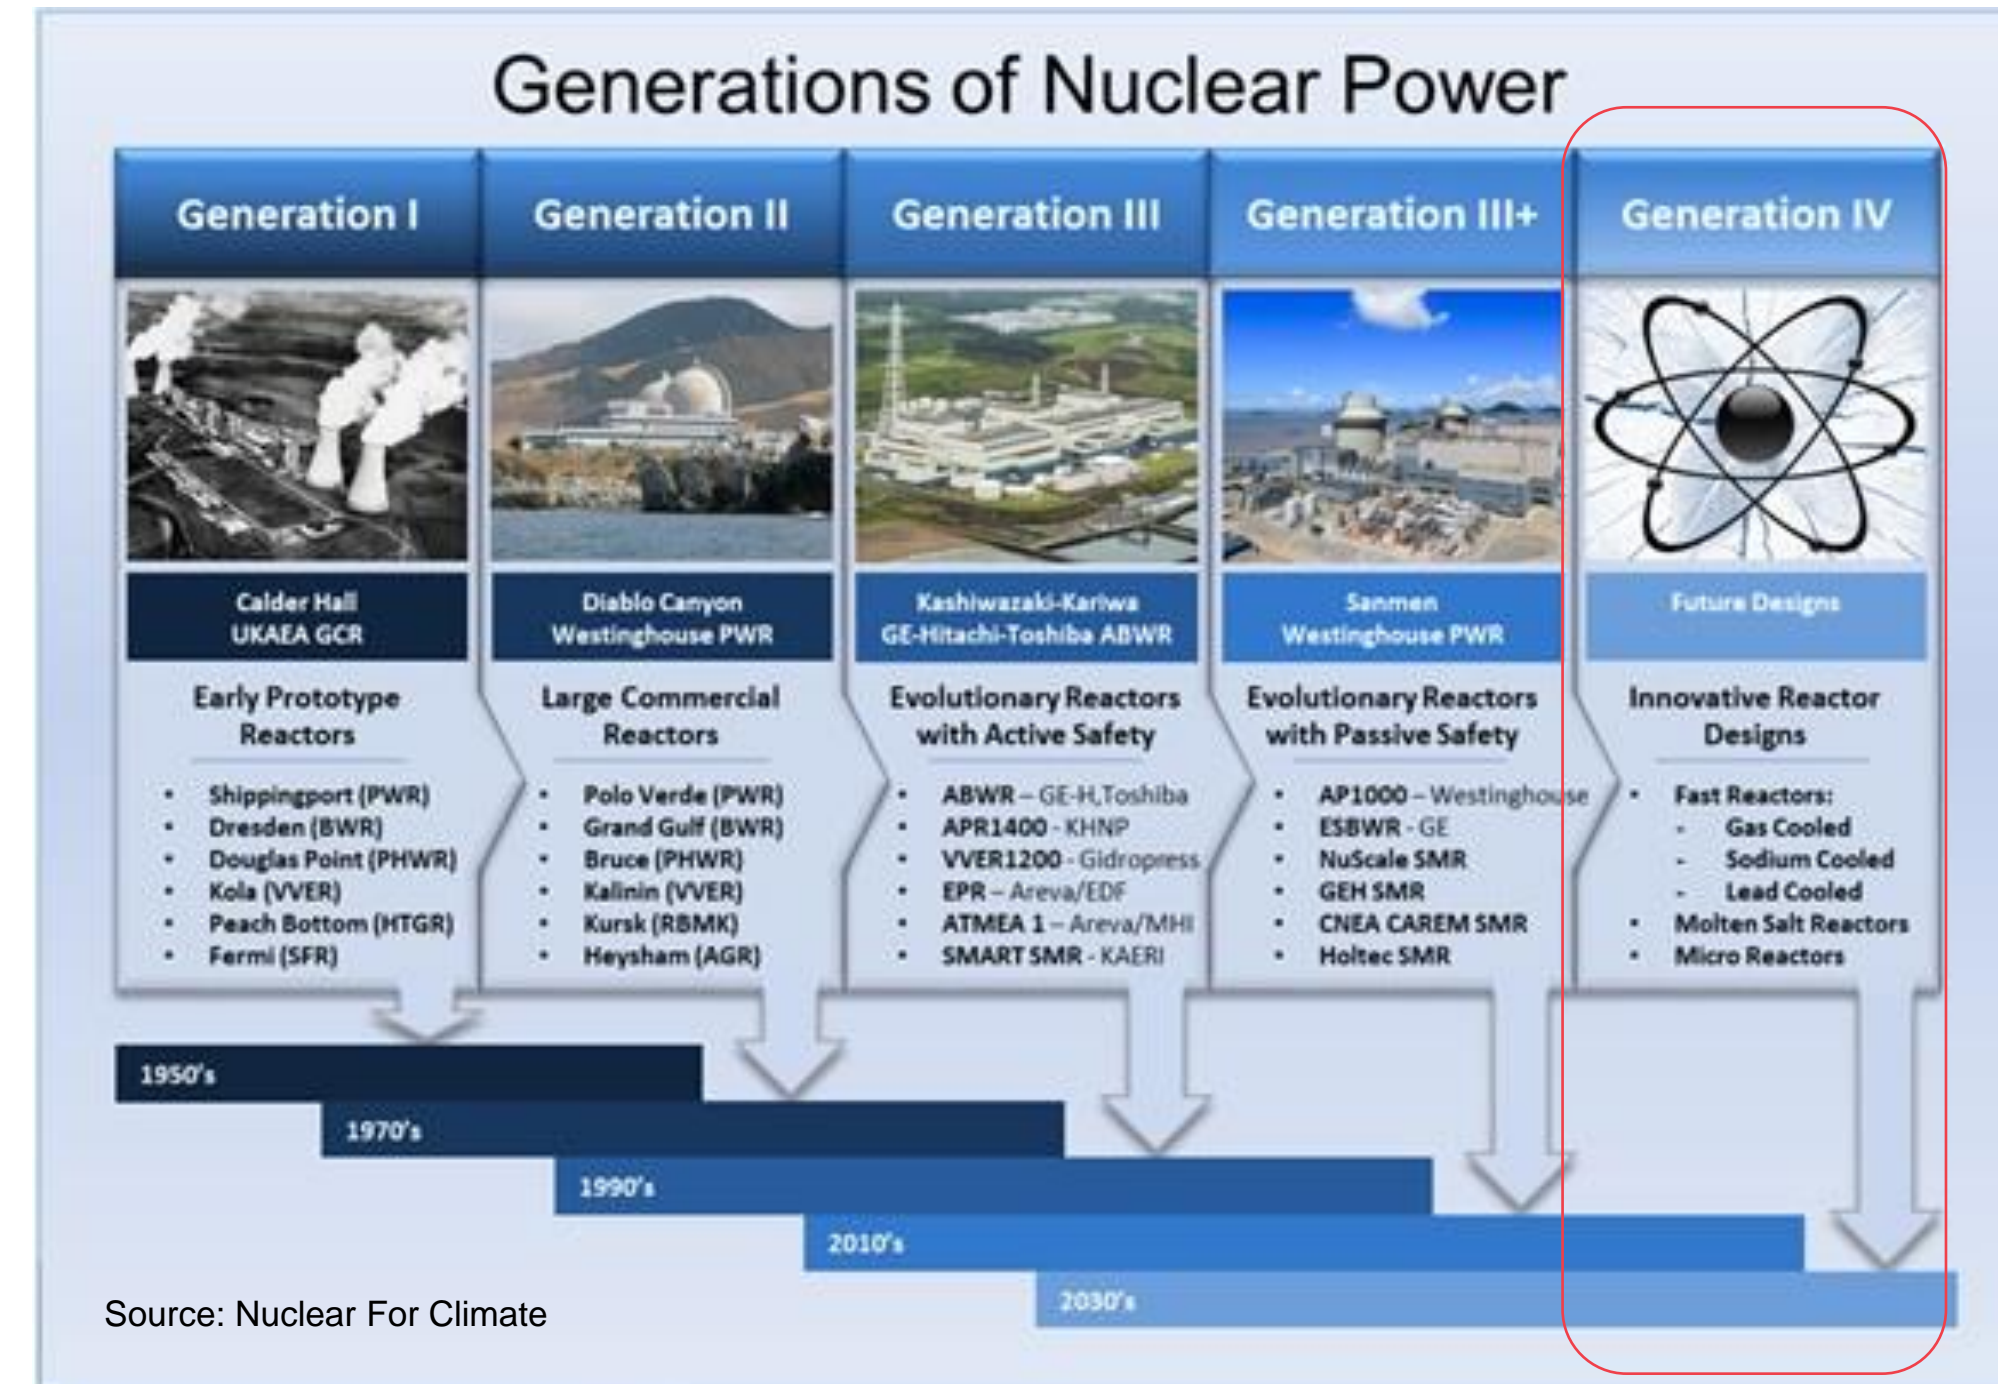 Generations of Nuclear Power
Generation I
Calder Hall
UKAEA GCR
Early Prototype
Reactors
• Shippingport (PWR)
• Dresden (BWR)
• Douglas Point (PHWR)
• Kola (VVER)
• Peach Bottom (HTGR)
• Fermi (SFR)
Generation II
Diablo Canyon
Westinghouse PWR
Large Commercial
Reactors
• Polo Verde (PWR)
• Grand Gulf (BWR)
• Bruce (PHWR)
• Kalinin (VVER)
• Kursk (RBMK)
• Heysham (AGR)
Generation III
Kashiwazaki-Kariwa
GE-Hitachi-Toshiba ABWR
Evolutionary Reactors
with Active Safety
• ABWR – GE-H,Toshiba
• APR1400 - KHNP
• VVER1200 - Gidropress
• EPR – Areva/EDF
• ATMEA 1 – Areva/MHI
• SMART SMR - KAERI
Generation III+
Sanmen
Westinghouse PWR
Evolutionary Reactors
with Passive Safety
• AP1000 – Westinghouse
• ESBWR - GE
• NuScale SMR
• GEH SMR
• CNEA CAREM SMR
• Holtec SMR
Generation IV
Future Designs
Innovative Reactor
Designs
• Fast Reactors:
- Gas Cooled
- Sodium Cooled
- Lead Cooled
• Molten Salt Reactors
• Micro Reactors
1950's
1970's
1990's
2010's
2030's
Source: Nuclear For Climate